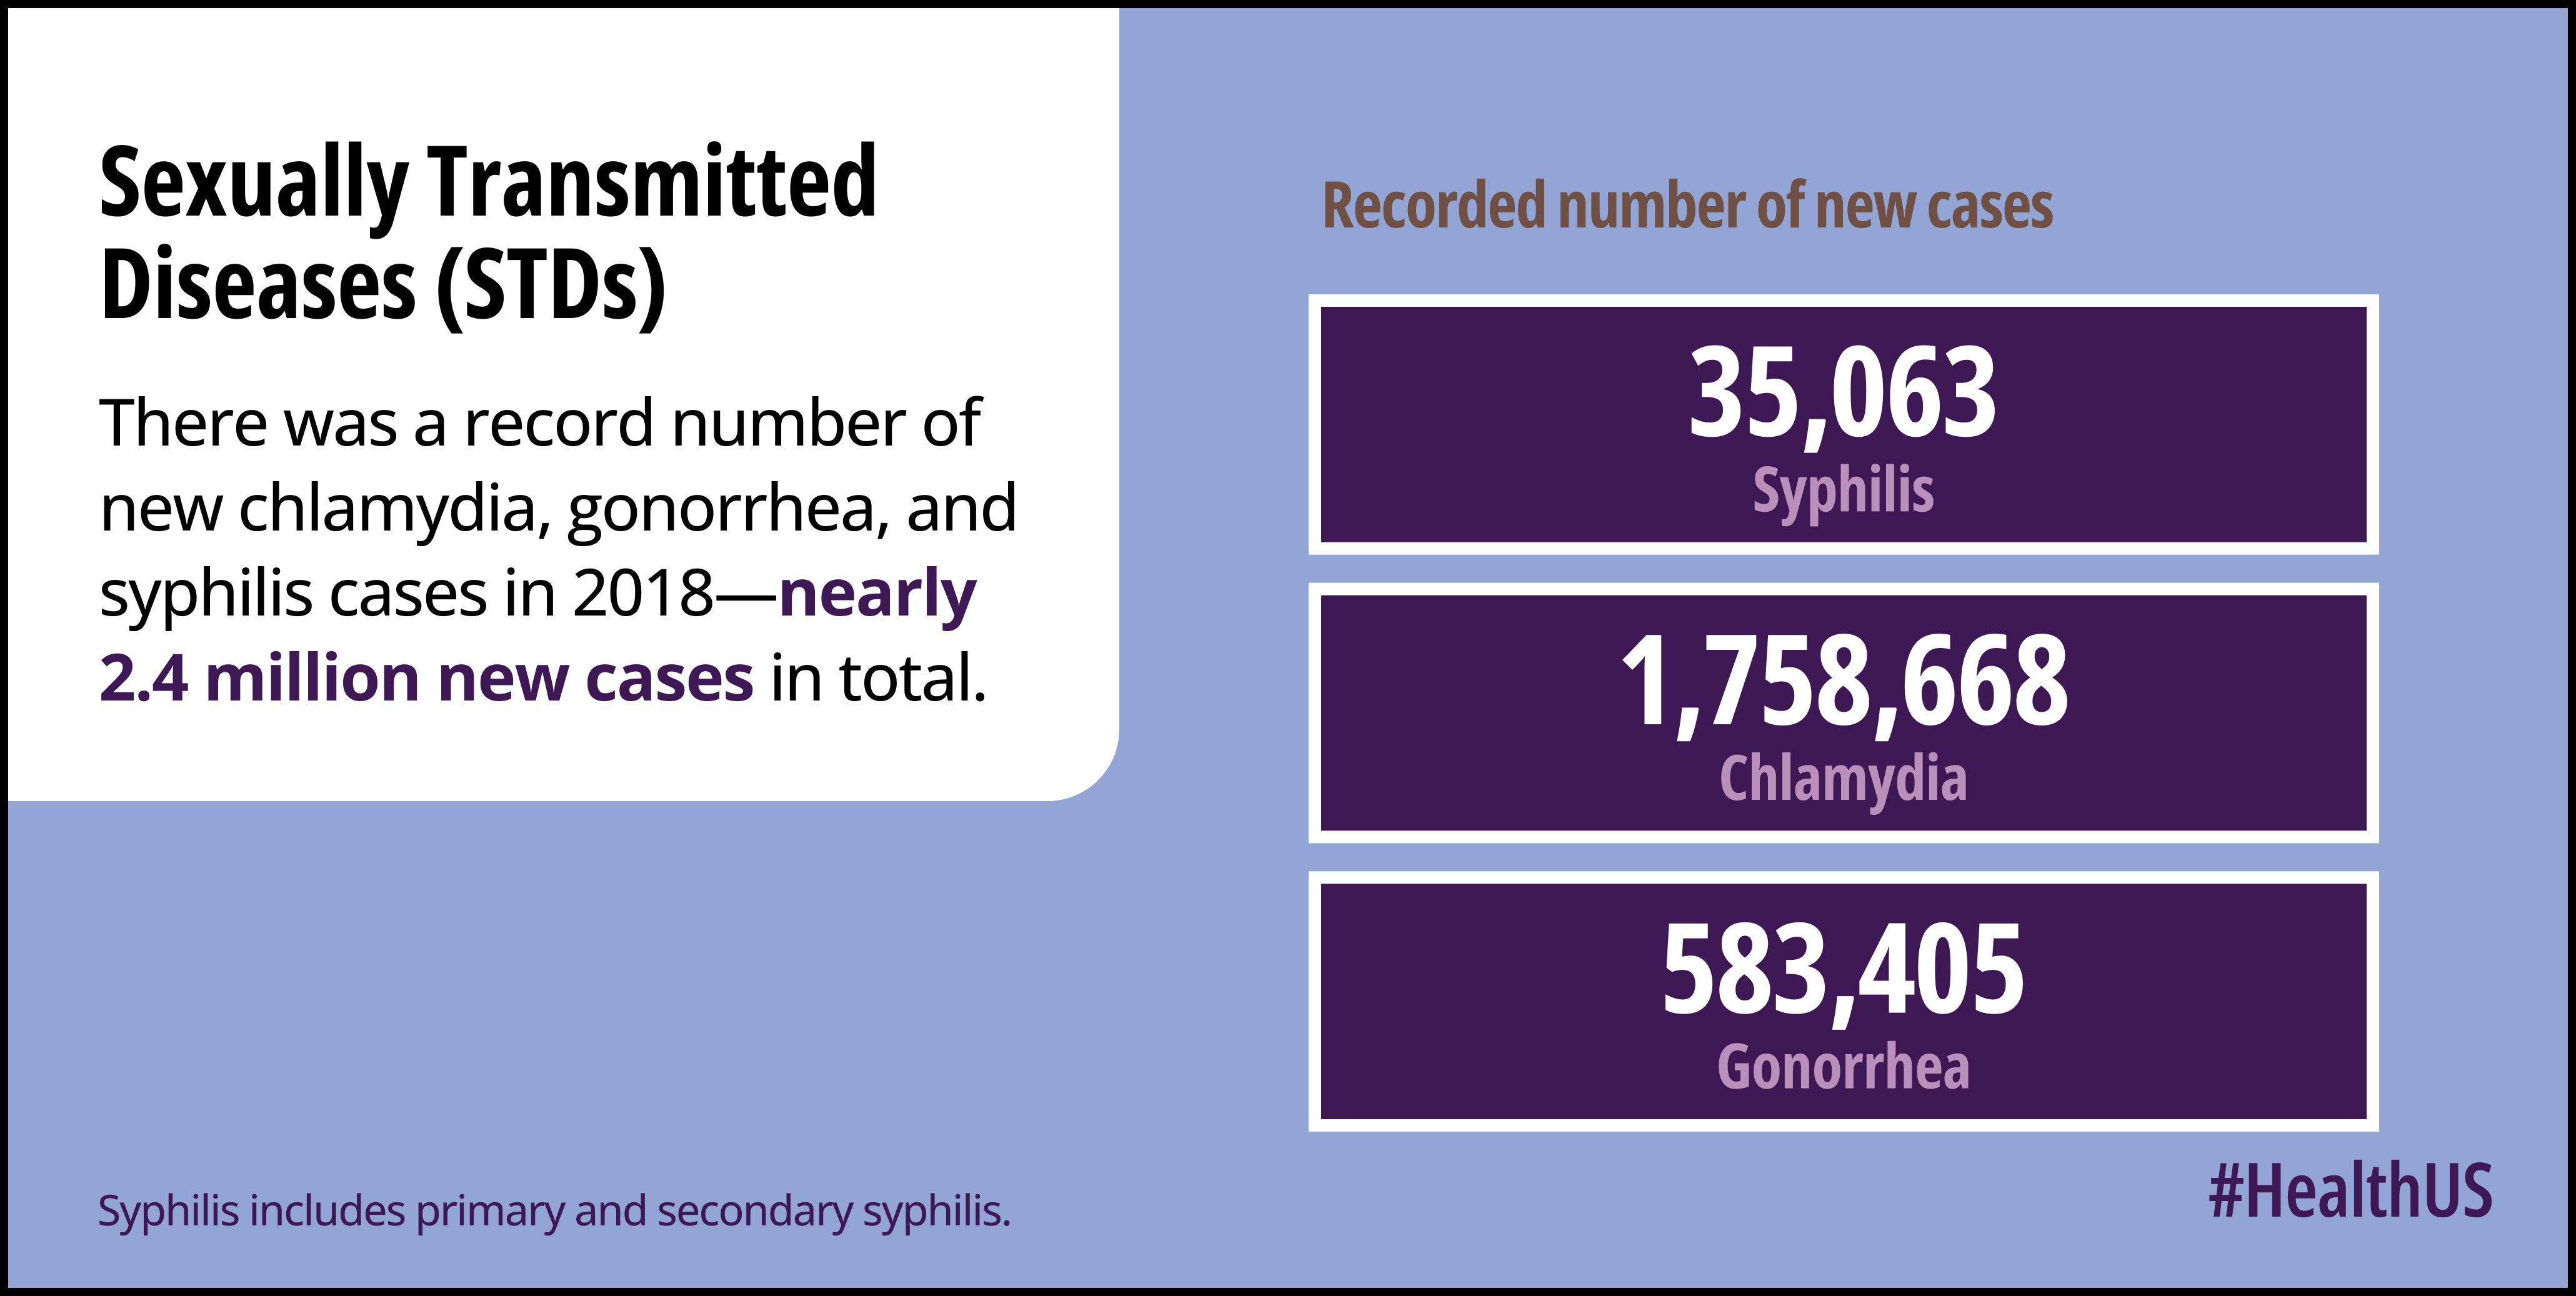 Sexually Transmitted
Diseases (STDs)
There was a record number of
new chlamydia, gonorrhea, and
syphilis cases in 2018—nearly
2.4 million new cases in total.
Recorded number of new cases
35,063
Syphilis
1,758,668
Chlamydia
583,405
Gonorrhea
Syphilis includes primary and secondary syphilis.
#HealthUS